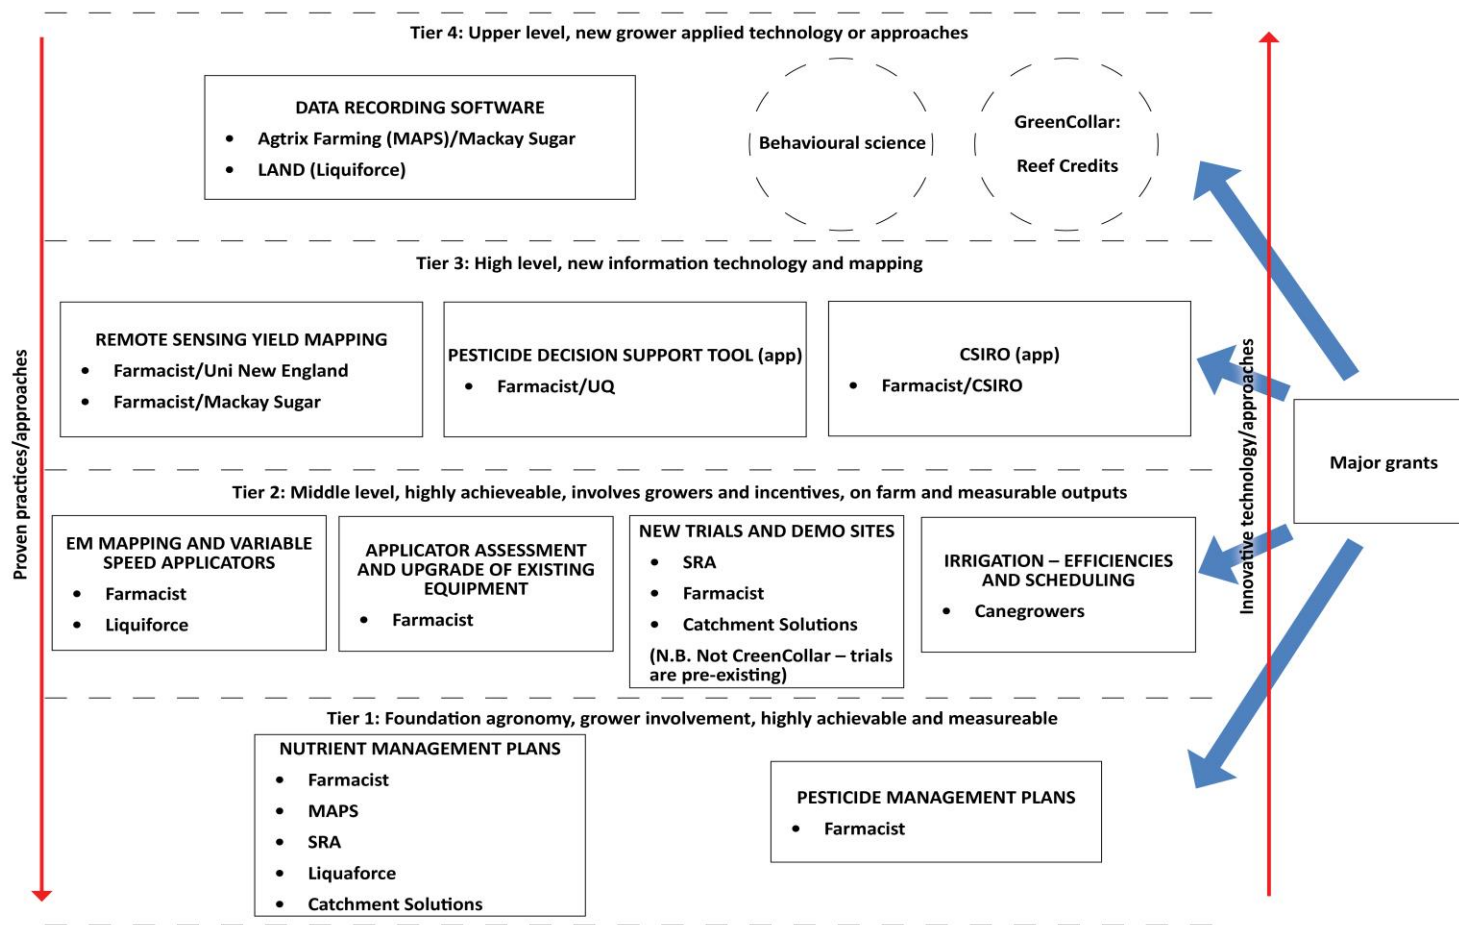 Tier 4: Upper level, new grower applied technology or approaches
DATA RECORDING SOFTWARE
• Agtrix Farming (MAPS)/Mackay Sugar
• LAND (Liquiforce)
Behavioural science
GreenCollar:
Reef Credits
Tier 3: High level, new information technology and mapping
REMOTE SENSING YIELD MAPPING
• Farmacist/Uni New England
• Farmacist/Mackay Sugar
PESTICIDE DECISION SUPPORT TOOL (app)
• Farmacist/UQ
CSIRO (app)
• Farmacist/CSIRO
Proven practices/approaches
Innovative technology/approaches
Major grants
Tier 2: Middle level, highly achieveable, involves growers and incentives, on farm and measurable outputs
EM MAPPING AND VARIABLE
SPEED APPLICATORS
• Farmacist
• Liquiforce
APPLICATOR ASSESSMENT
AND UPGRADE OF EXISTING
EQUIPMENT
• Farmacist
NEW TRIALS AND DEMO SITES
• SRA
• Farmacist
• Catchment Solutions
(N.B. Not CreenCollar – trials
are pre-existing)
IRRIGATION – EFFICIENCIES
AND SCHEDULING
• Canegrowers
Tier 1: Foundation agronomy, grower involvement, highly achievable and measureable
NUTRIENT MANAGEMENT PLANS
• Farmacist
• MAPS
• SRA
• Liquaforce
• Catchment Solutions
PESTICIDE MANAGEMENT PLANS
• Farmacist